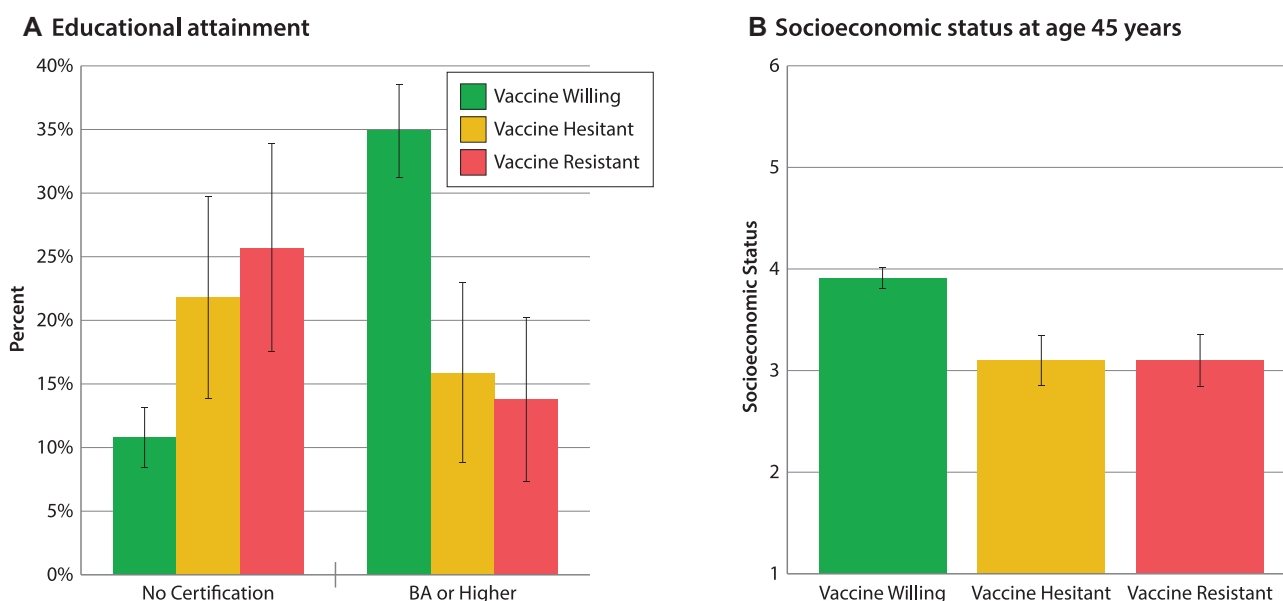 A Educational attainment
40%
35%
30%
25%
20%
15%
10%
5%
0%
Percent
Vaccine Willing
Vaccine Hesitant
Vaccine Resistant
No Certification
BA or Higher
B Socioeconomic status at age 45 years
6
5
4
3
2
1
Socioeconomic Status
Vaccine Willing
Vaccine Hesitant
Vaccine Resistant